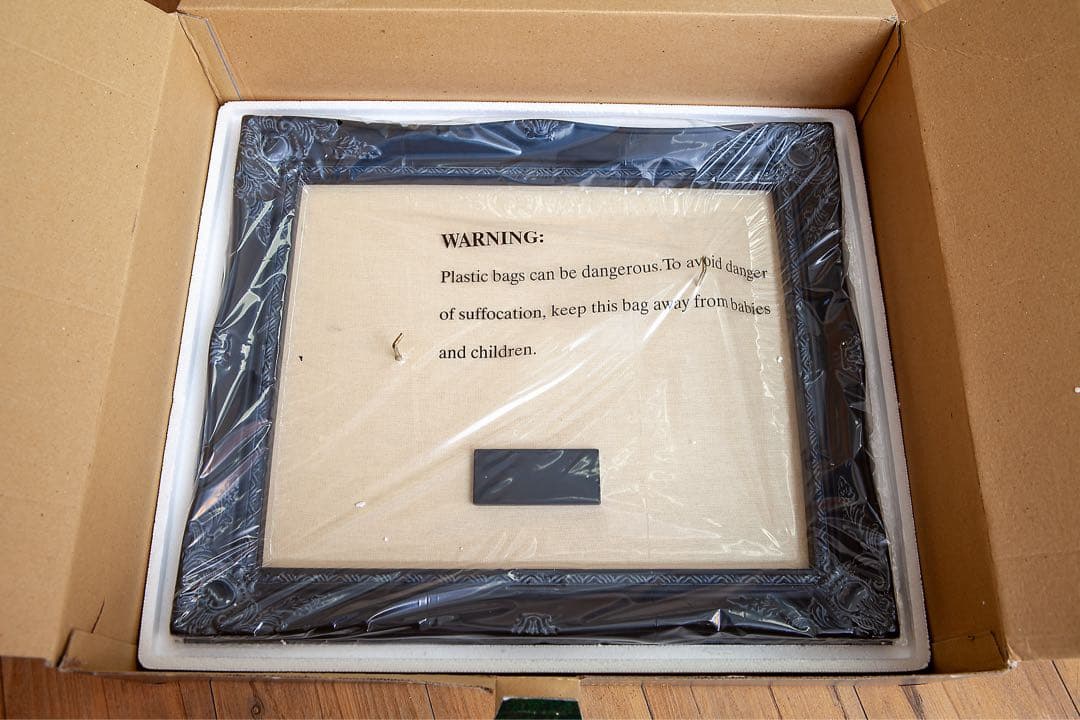 WARNING:
Plastic bags can be dangerous.To avoid danger
of suffocation, keep this bag away from babies
and children.